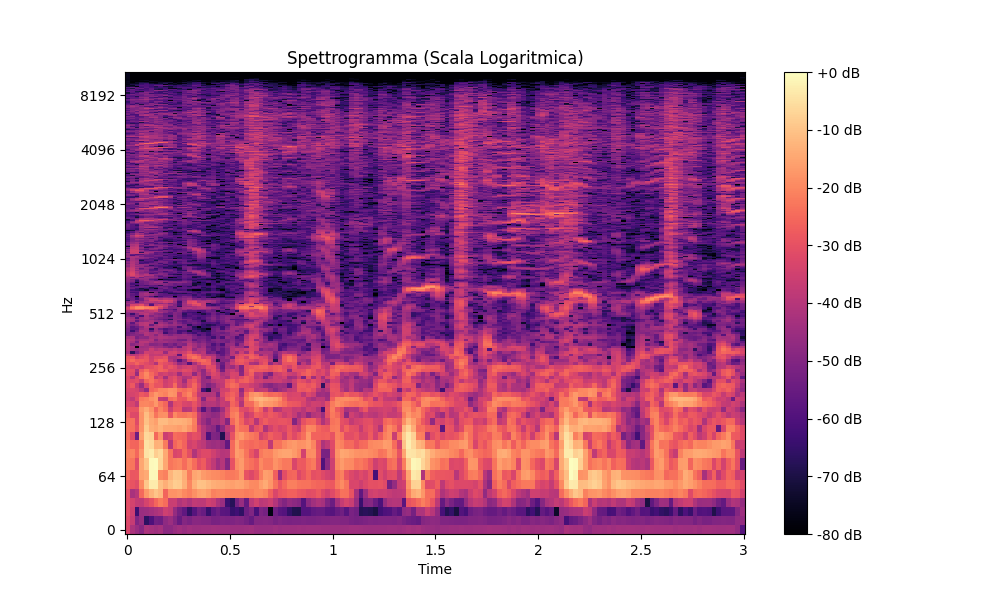 Spettrogramma (Scala Logaritmica)
Hz
8192
4096
2048
1024
512
256
128
64
0
0
0.5
1
1.5
2
2.5
3
Time
+0 dB
-10 dB
-20 dB
-30 dB
-40 dB
-50 dB
-60 dB
-70 dB
-80 dB